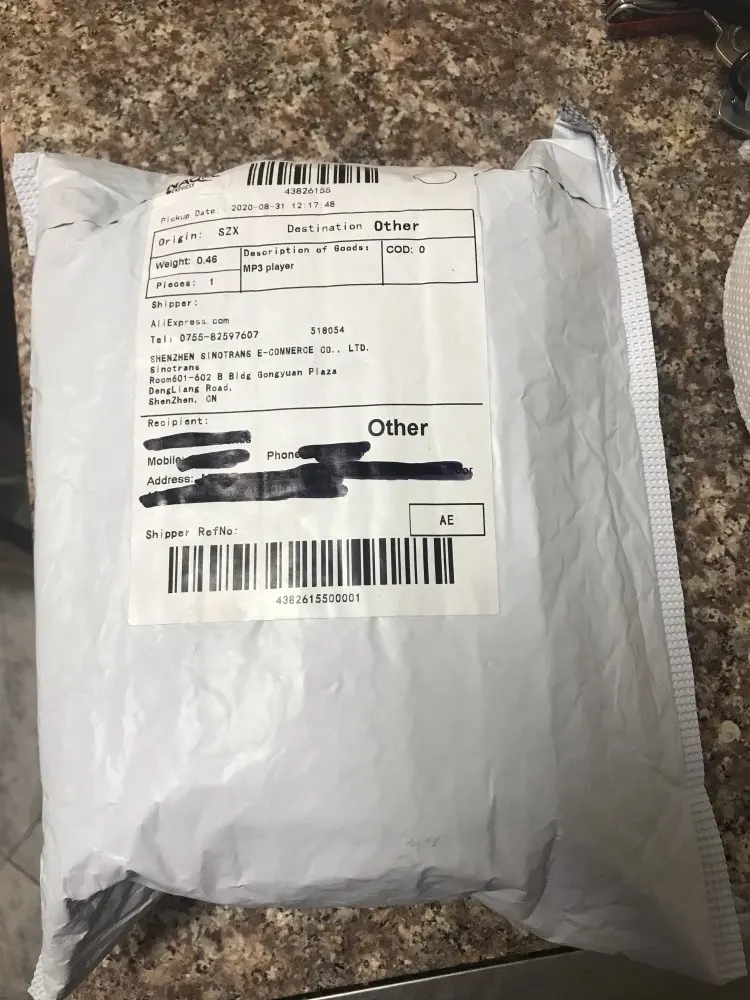 43826155
Pickup Date: 2020-08-31 12:17:48
Origin: SZX Destination Other
Weight: 0.46 Description of Goods: COD: 0
MP3 player
Pieces: 1
Shipper:
AliExpress.com
Tel: 0755-82597607 518054
SHENZHEN SINOTRANS E-COMMERCE CO., LTD.
Sinotrans
Room601-602 B Bldg Gongyuan Plaza
DengLiang Road,
ShenZhen, CN
Recipient: Other
Mobile: Phone
Address:
AE
Shipper RefNo:
4382615500001